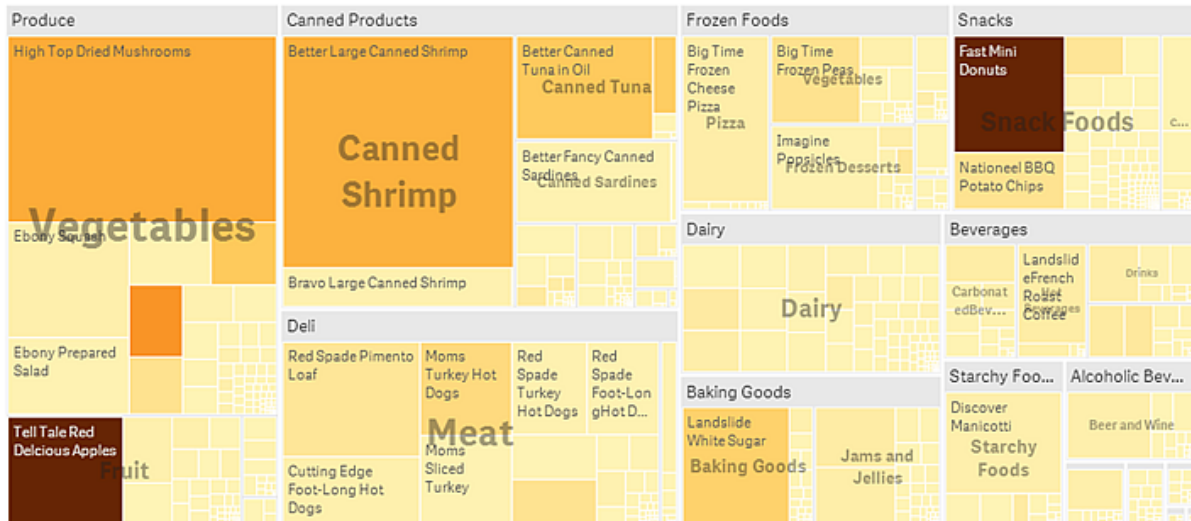 Produce
High Top Dried Mushrooms
Vegetables
Ebony Squash
Ebony Prepared
Salad
Tell Tale Red
Delcious Apples
Fruit
Canned Products
Better Large Canned Shrimp
Canned
Shrimp
Bravo Large Canned Shrimp
Better Canned
Tuna in Oil
Canned Tuna
Better Fancy Canned
Sardines
Canned Sardines
Deli
Red Spade Pimento
Loaf
Cutting Edge
Foot-Long Hot
Dogs
Moms
Turkey Hot
Dogs
Meat
Moms
Sliced
Turkey
Red
Spade
Turkey
Hot Dogs
Red
Spade
Foot-Lon
gHot D...
Frozen Foods
Big Time
Frozen
Cheese
Pizza
Pizza
Big Time
Frozen Peas
Vegetables
Imagine
Popsicles
Frozen Desserts
Dairy
Dairy
Baking Goods
Landslide
White Sugar
Baking Goods
Jams and
Jellies
Snacks
Fast Mini
Donuts
Snack Foods
c...
Nationeel BBQ
Potato Chips
Beverages
Carbonat
edBev...
Landslid
eFrench
Roast
Coffee
Hot
Beverages
Drinks
Starchy Foo...
Discover
Manicotti
Starchy
Foods
Alcoholic Bev...
Beer and Wine